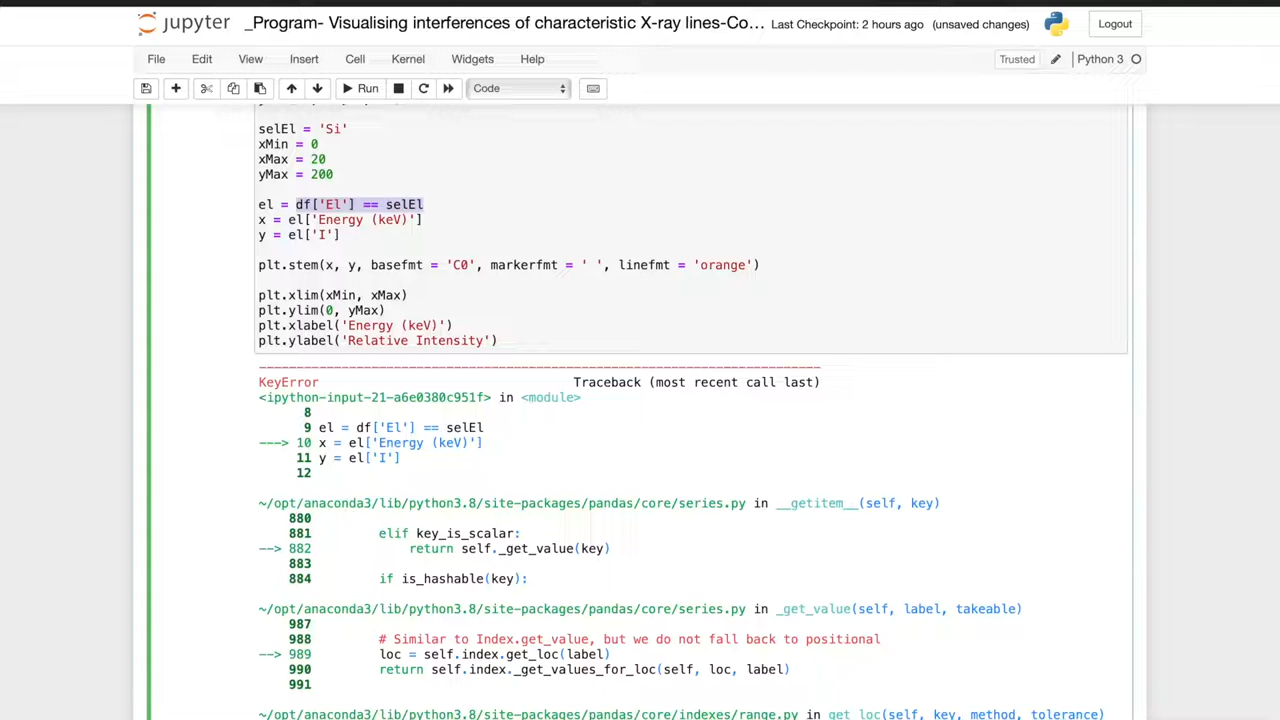 jupyter _Program- Visualising interferences of characteristic X-ray lines-Co... Last Checkpoint: 2 hours ago (unsaved changes) Logout
File Edit View Insert Cell Kernel Widgets Help Trusted Python 3
Run Code
selEl = 'Si'
xMin = 0
xMax = 20
yMax = 200
el = df['El'] == selEl
x = el['Energy (keV)']
y = el['I']
plt.stem(x, y, basefmt = 'C0', markerfmt = ' ', linefmt = 'orange')
plt.xlim(xMin, xMax)
plt.ylim(0, yMax)
plt.xlabel('Energy (keV)')
plt.ylabel('Relative Intensity')
---------------------------------------------------------------------------
KeyError Traceback (most recent call last)
<ipython-input-21-a6e0380c951f> in <module>
8
9 el = df['El'] == selEl
---> 10 x = el['Energy (keV)']
11 y = el['I']
12
~/opt/anaconda3/lib/python3.8/site-packages/pandas/core/series.py in __getitem__(self, key)
880
881 elif key_is_scalar:
--> 882 return self._get_value(key)
883
884 if is_hashable(key):
~/opt/anaconda3/lib/python3.8/site-packages/pandas/core/series.py in _get_value(self, label, takeable)
987
988 # Similar to Index.get_value, but we do not fall back to positional
--> 989 loc = self.index.get_loc(label)
990 return self.index._get_values_for_loc(self, loc, label)
991
~/opt/anaconda3/lib/python3.8/site-packages/pandas/core/indexes/range.py in get_loc(self, key, method, tolerance)